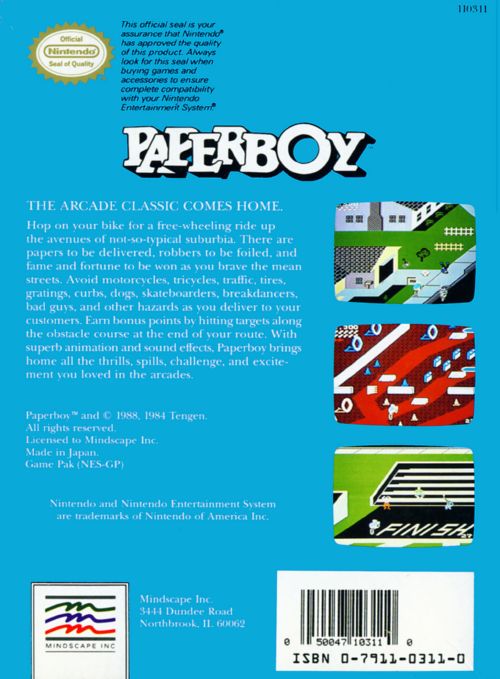 110311
Official
Nintendo
Seal of Quality
This official seal is your
assurance that Nintendo®
has approved the quality
of this product. Always
look for this seal when
buying games and
accessories to ensure
complete compatibility
with your Nintendo
Entertainment System®.
PAPERBOY
THE ARCADE CLASSIC COMES HOME.
Hop on your bike for a free-wheeling ride up
the avenues of not-so-typical suburbia. There are
papers to be delivered, robbers to be foiled, and
fame and fortune to be won as you brave the mean
streets. Avoid motorcycles, tricycles, traffic, tires,
gratings, curbs, dogs, skateboarders, breakdancers,
bad guys, and other hazards as you deliver to your
customers. Earn bonus points by hitting targets along
the obstacle course at the end of your route. With
superb animation and sound effects, Paperboy brings
home all the thrills, spills, challenge, and excite-
ment you loved in the arcades.
300
FINISH
27
Paperboy™ and © 1988, 1984 Tengen.
All rights reserved.
Licensed to Mindscape Inc.
Made in Japan.
Game Pak (NES-GP)
Nintendo and Nintendo Entertainment System
are trademarks of Nintendo of America Inc.
MINDSCAPE INC
Mindscape Inc.
3444 Dundee Road
Northbrook, IL 60062
0 50047 10311 0
ISBN 0-7911-0311-0